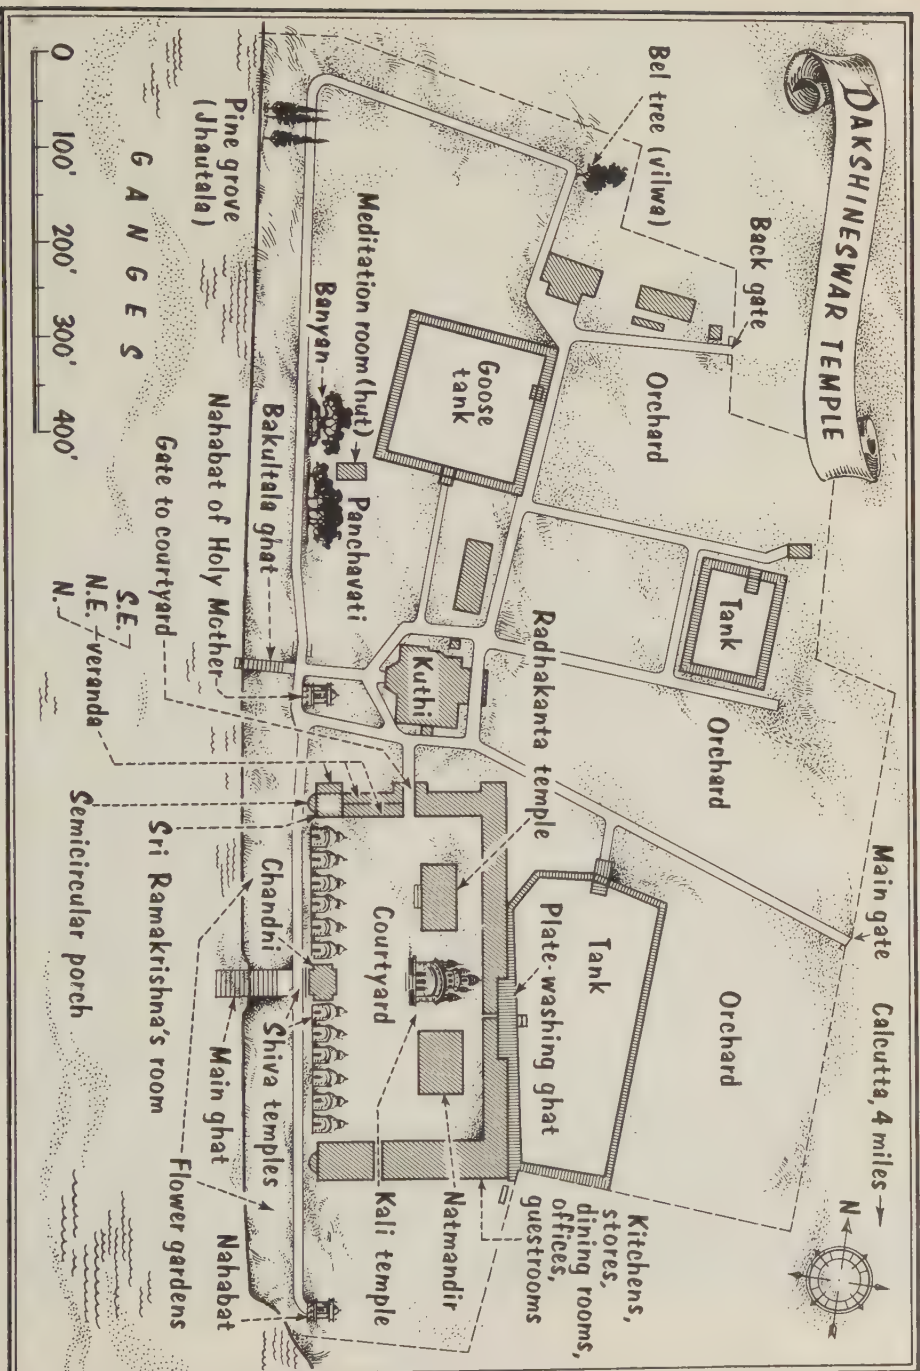 DAKSHINESWAR TEMPLE
Bel tree (vilwa)
Back gate
Main gate
Calcutta, 4 miles
N
Orchard
Goose
tank
Tank
Orchard
Orchard
Tank
Plate-washing ghat
Pine grove
(Jhautala)
Meditation room (hut)
Banyan
Panchavati
Kuthi
Radhakanta temple
Courtyard
Kitchens,
stores,
dining rooms,
offices,
guestrooms
Natmandir
Kali temple
GANGES
Bakultala ghat
Nahabat of Holy Mother
Gate to courtyard
S.E.
N.E. veranda
N.
Chandni
Shiva temples
Main ghat
Flower gardens
Nahabat
Sri Ramakrishna's room
Semicircular porch
0 100' 200' 300' 400'